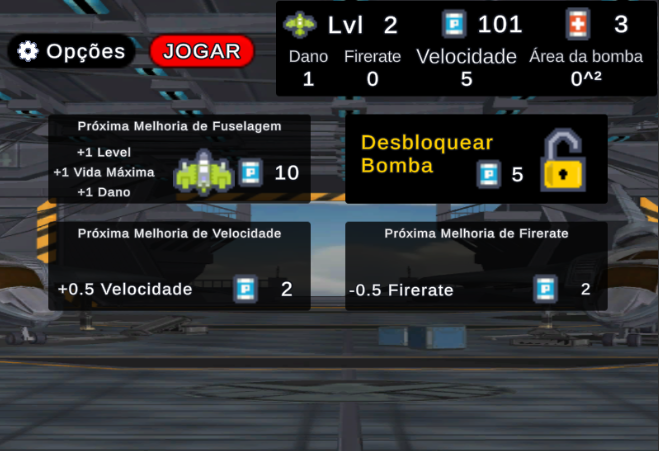 Lvl 2
101
3
Opções
JOGAR
Dano
Firerate
Velocidade
Área da bomba
1
0
5
0^²
Próxima Melhoria de Fuselagem
+1 Level
+1 Vida Máxima
+1 Dano
P
10
Desbloquear
Bomba
P
5
Próxima Melhoria de Velocidade
+0.5 Velocidade
P
2
Próxima Melhoria de Firerate
-0.5 Firerate
P
2